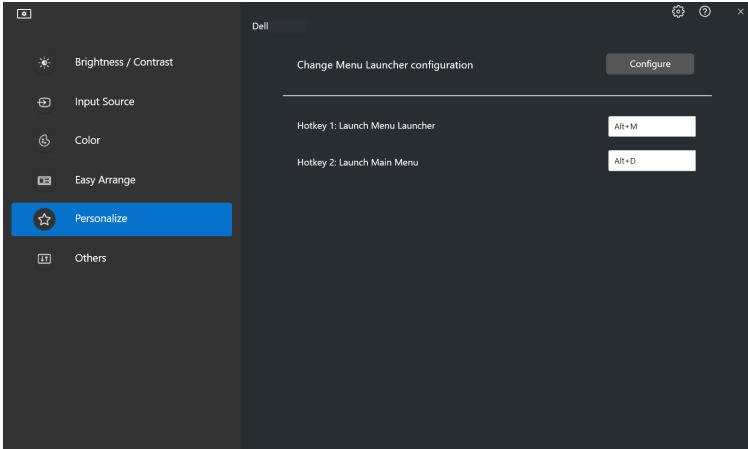 Dell
Brightness / Contrast
Input Source
Color
Easy Arrange
Personalize
Others
Change Menu Launcher configuration
Configure
Hotkey 1: Launch Menu Launcher
Alt+M
Hotkey 2: Launch Main Menu
Alt+D